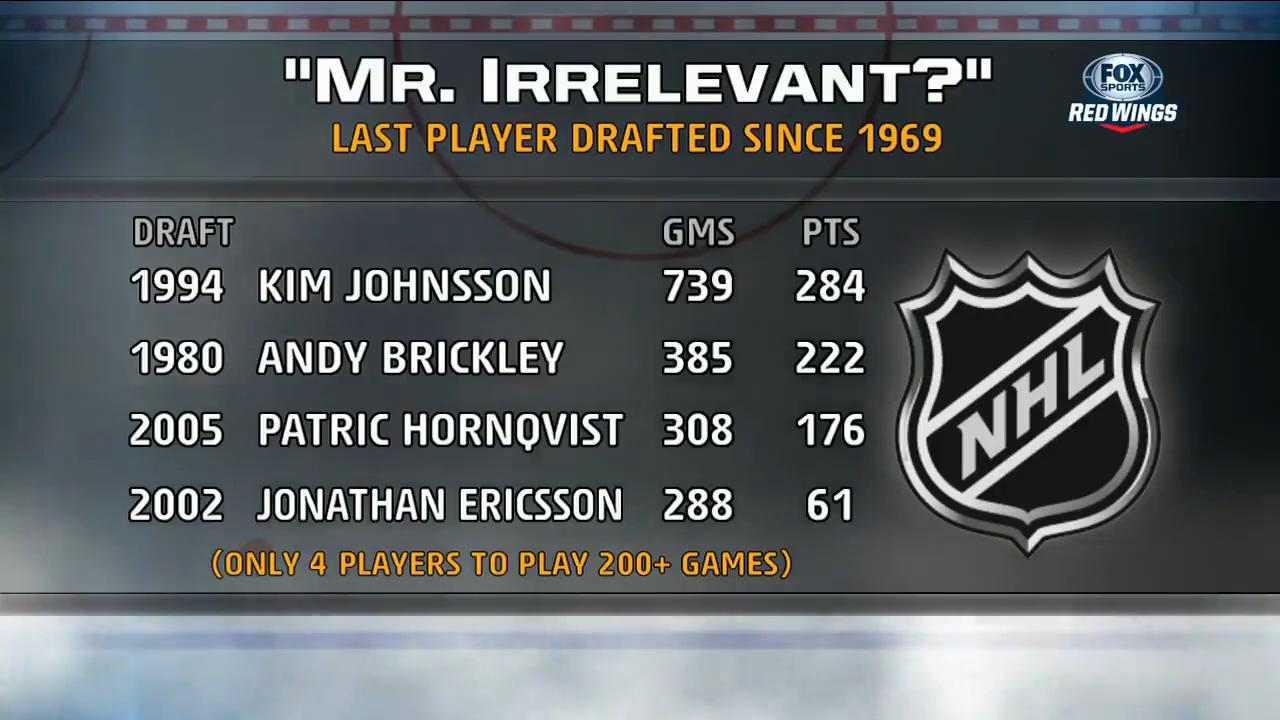 "MR. IRRELEVANT?"
LAST PLAYER DRAFTED SINCE 1969
FOX
SPORTS
RED WINGS
DRAFT GMS PTS
1994 KIM JOHNSSON 739 284
1980 ANDY BRICKLEY 385 222
2005 PATRIC HORNQVIST 308 176
2002 JONATHAN ERICSSON 288 61
(ONLY 4 PLAYERS TO PLAY 200+ GAMES)
NHL